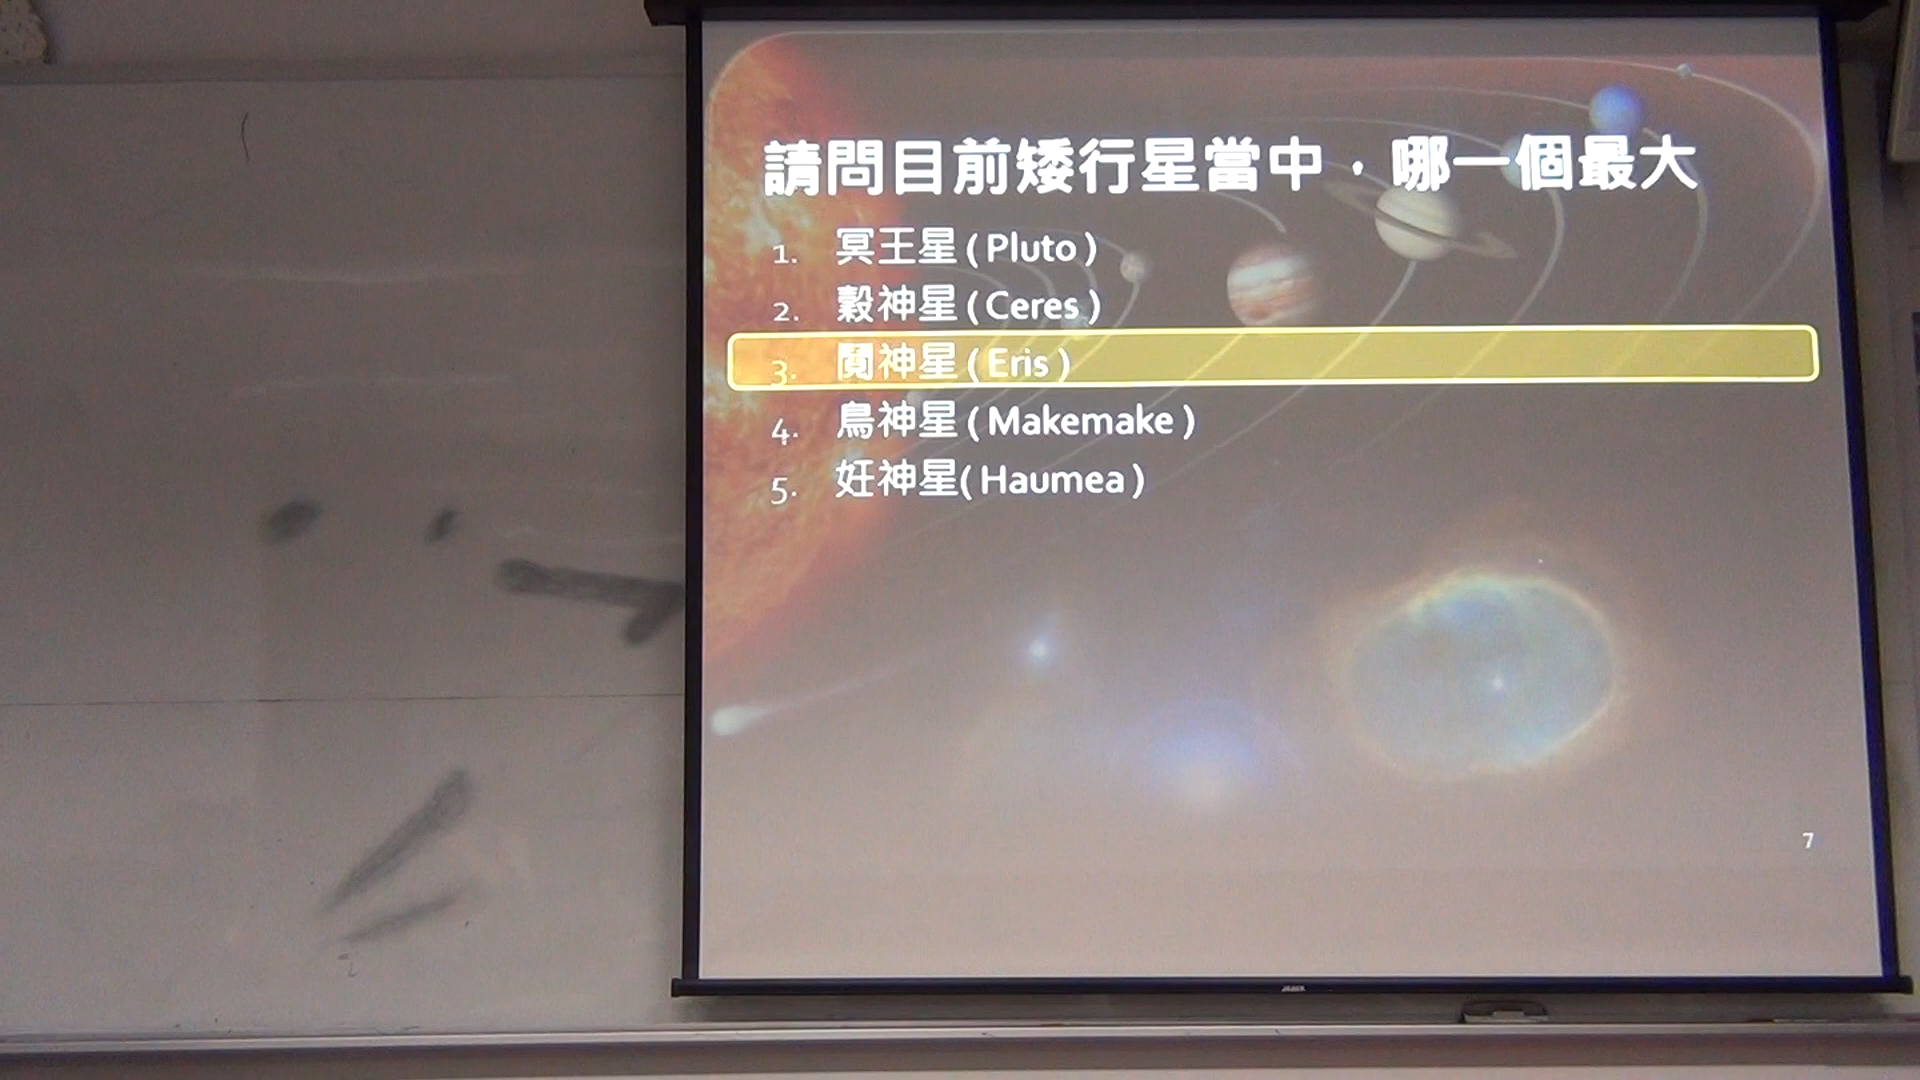 請問目前矮行星當中，哪一個最大
1. 冥王星 ( Pluto )
2. 穀神星 ( Ceres )
3. 鬩神星 ( Eris )
4. 鳥神星 ( Makemake )
5. 妊神星( Haumea )
7